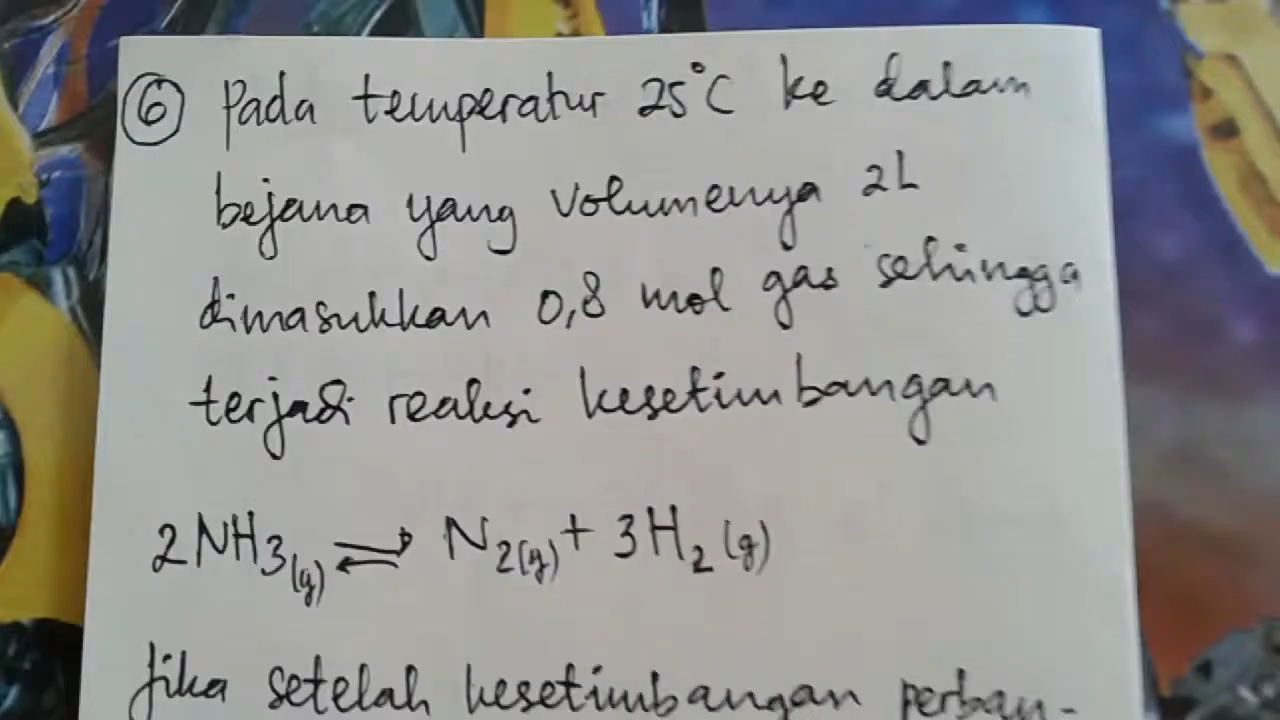 ⑥ Pada temperatur 25°C ke dalam
bejana yang volumenya 2L
dimasukkan 0,8 mol gas sehingga
terjadi reaksi kesetimbangan
2NH₃(g) ⇌ N₂(g) + 3H₂(g)
Jika setelah kesetimbangan perban-